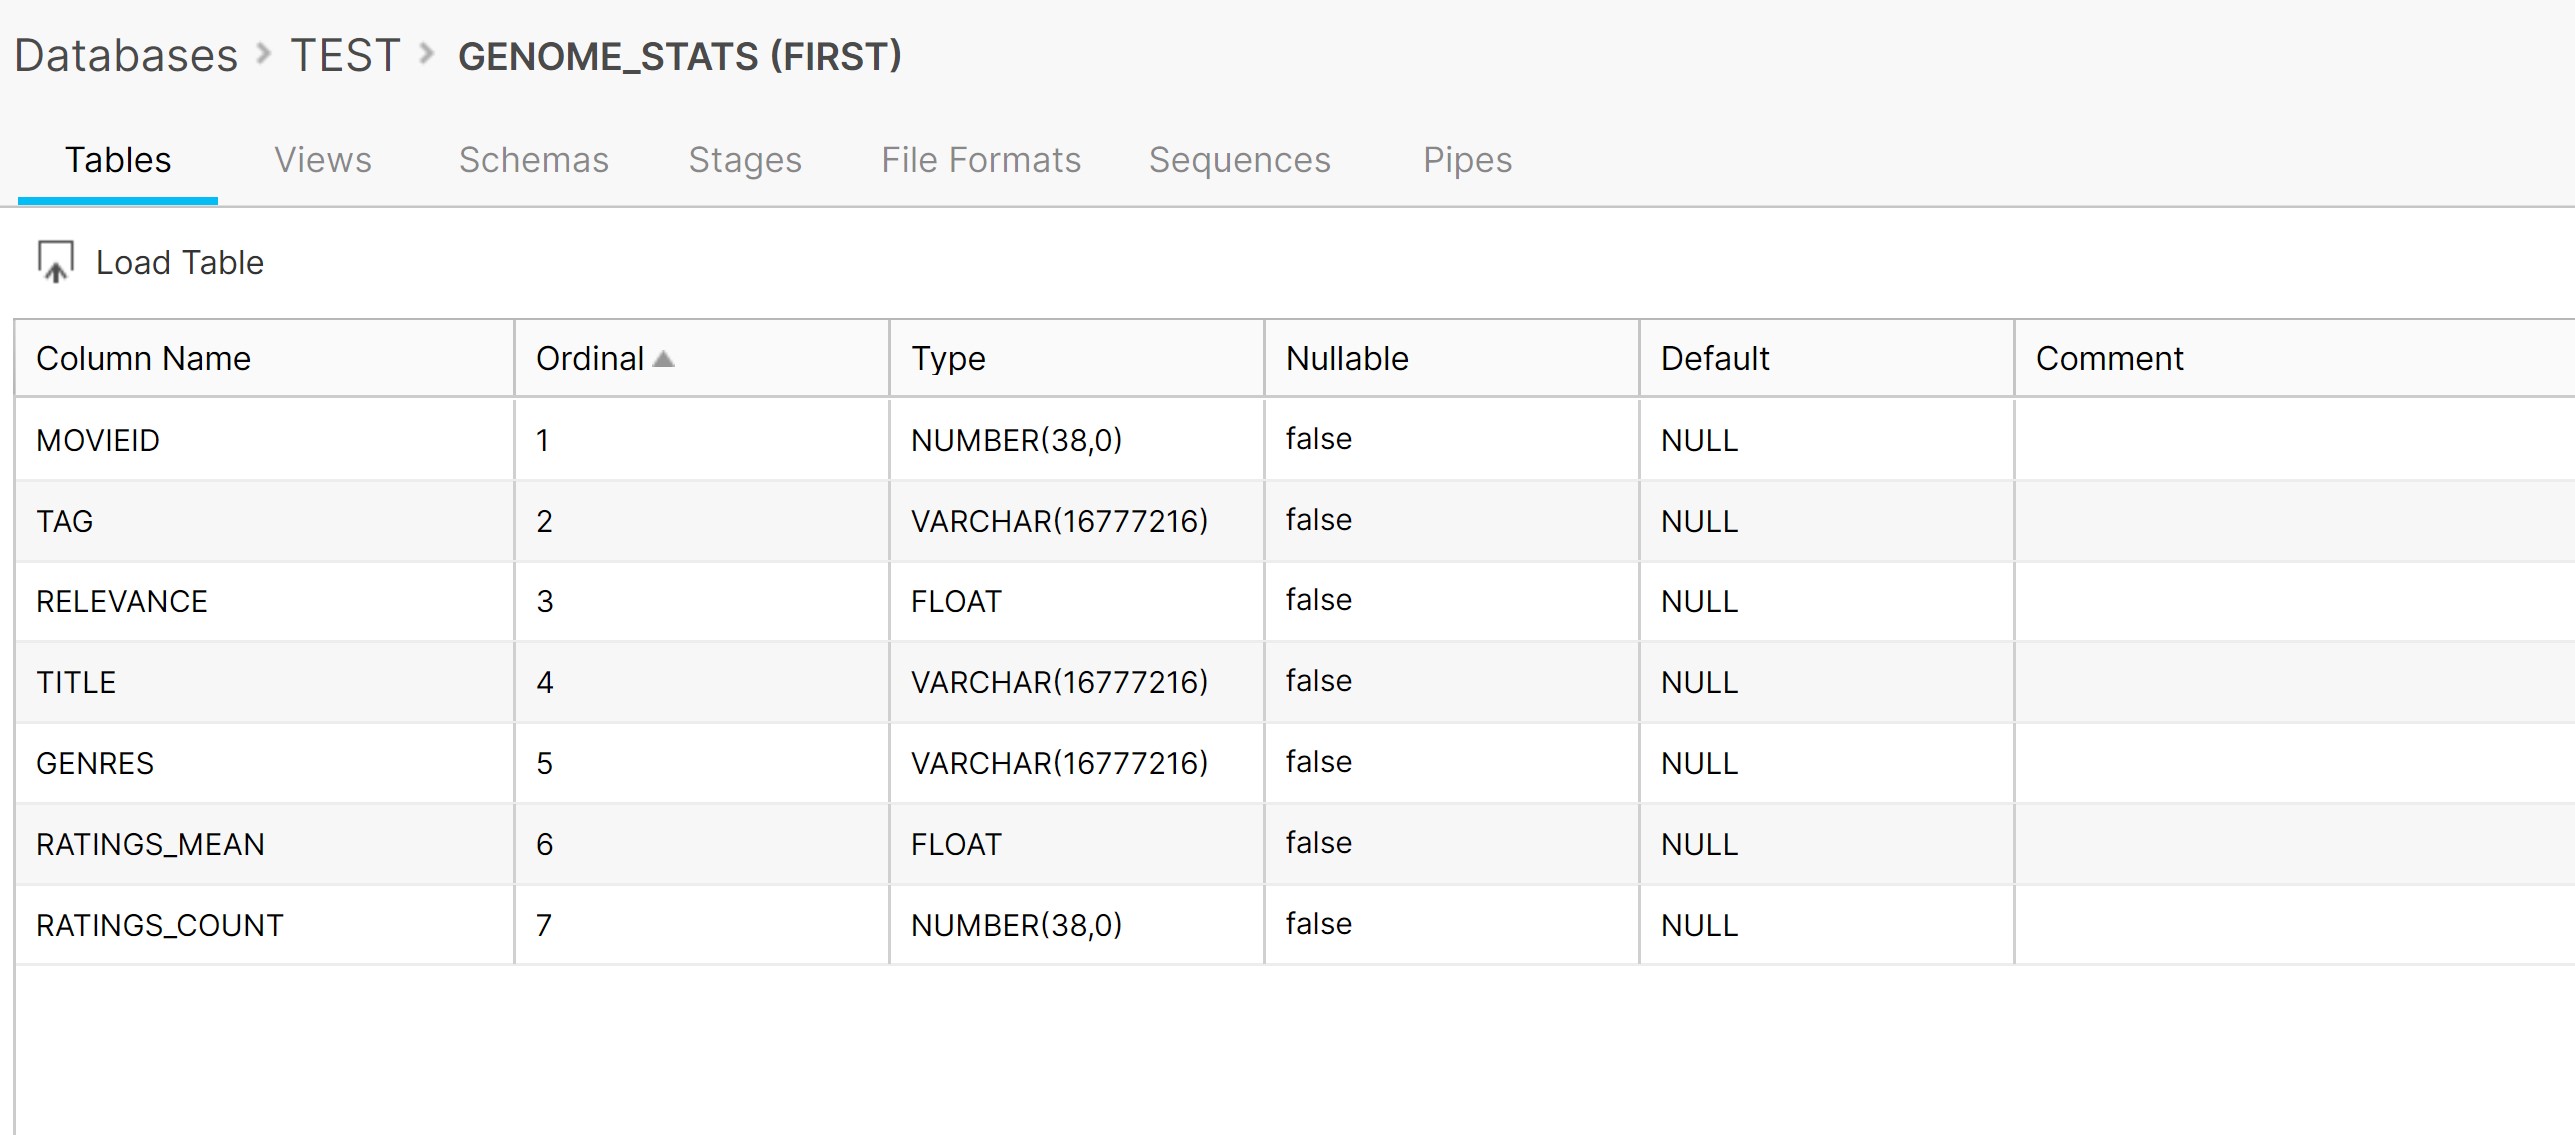 Databases > TEST > GENOME_STATS (FIRST)
Tables Views Schemas Stages File Formats Sequences Pipes
Load Table
Column Name Ordinal Type Nullable Default Comment
MOVIEID 1 NUMBER(38,0) false NULL
TAG 2 VARCHAR(16777216) false NULL
RELEVANCE 3 FLOAT false NULL
TITLE 4 VARCHAR(16777216) false NULL
GENRES 5 VARCHAR(16777216) false NULL
RATINGS_MEAN 6 FLOAT false NULL
RATINGS_COUNT 7 NUMBER(38,0) false NULL